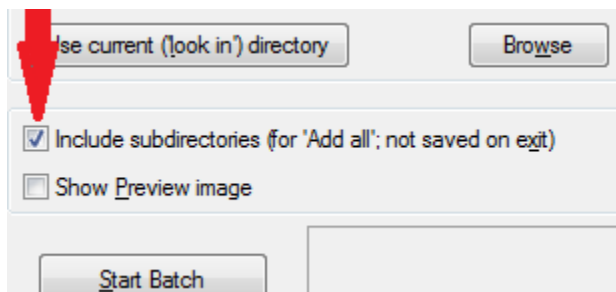 Use current ('look in') directory
Browse
Include subdirectories (for 'Add all'; not saved on exit)
Show Preview image
Start Batch